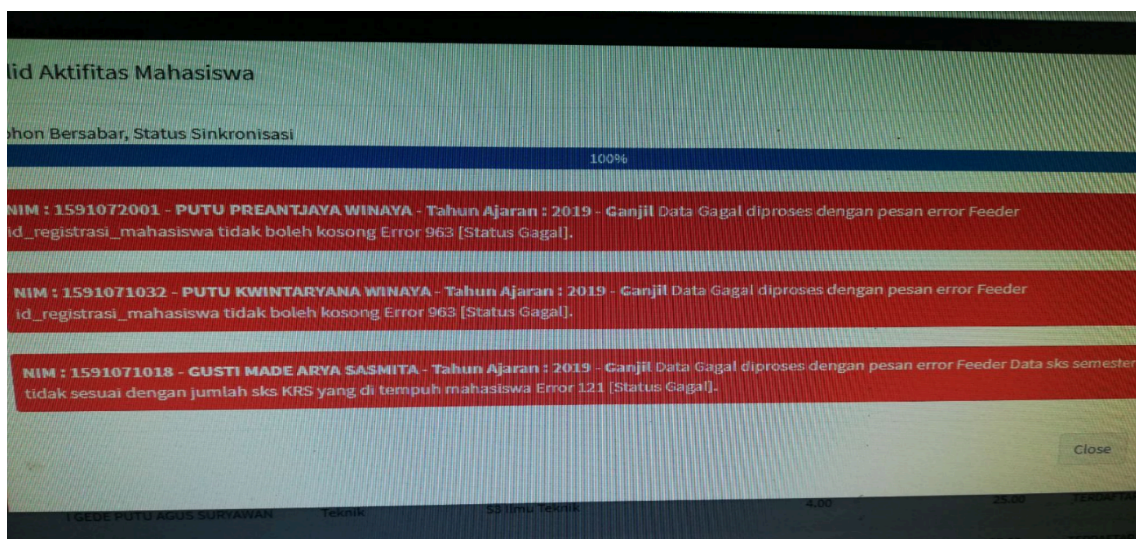 lid Aktifitas Mahasiswa
ohon Bersabar, Status Sinkronisasi
100%
NIM : 1591072001 - PUTU PREANTJAYA WINAYA - Tahun Ajaran : 2019 - Ganjil Data Gagal diproses dengan pesan error Feeder
id_registrasi_mahasiswa tidak boleh kosong Error 963 [Status Gagal].
NIM : 1591071032 - PUTU KWINTARYANA WINAYA - Tahun Ajaran : 2019 - Ganjil Data Gagal diproses dengan pesan error Feeder
id_registrasi_mahasiswa tidak boleh kosong Error 963 [Status Gagal].
NIM : 1591071018 - GUSTI MADE ARYA SASMITA - Tahun Ajaran : 2019 - Ganjil Data Gagal diproses dengan pesan error Feeder Data sks semester
tidak sesuai dengan jumlah sks KRS yang di tempuh mahasiswa Error 121 [Status Gagal].
Close
I GEDE PUTU AGUS SURYAWAN Teknik 53 Ilmu Teknik 4.00 25.00 TERDAFTAR